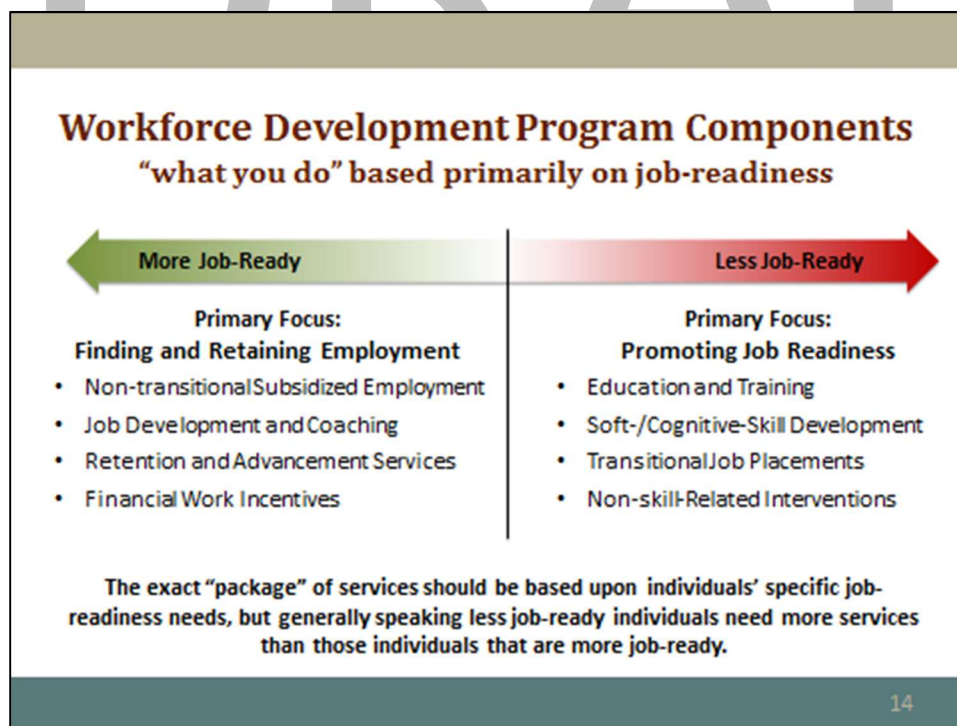 Workforce Development Program Components
“what you do” based primarily on job-readiness
More Job-Ready
Less Job-Ready
Primary Focus:
Finding and Retaining Employment
• Non-transitional Subsidized Employment
• Job Development and Coaching
• Retention and Advancement Services
• Financial Work Incentives
Primary Focus:
Promoting Job Readiness
• Education and Training
• Soft-/Cognitive-Skill Development
• Transitional Job Placements
• Non-skill-Related Interventions
The exact “package” of services should be based upon individuals’ specific job-
readiness needs, but generally speaking less job-ready individuals need more services
than those individuals that are more job-ready.
14